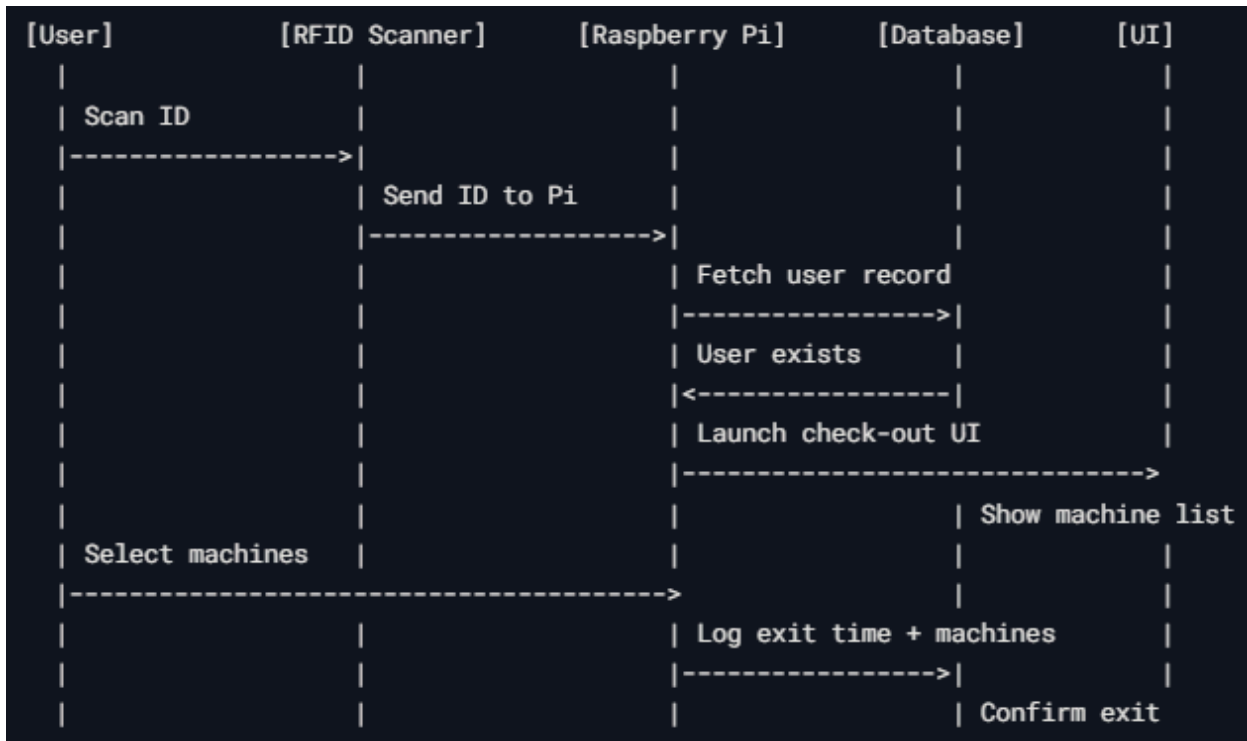 [User] [RFID Scanner] [Raspberry Pi] [Database] [UI]
Scan ID
Send ID to Pi
Fetch user record
User exists
Launch check-out UI
Show machine list
Select machines
Log exit time + machines
Confirm exit